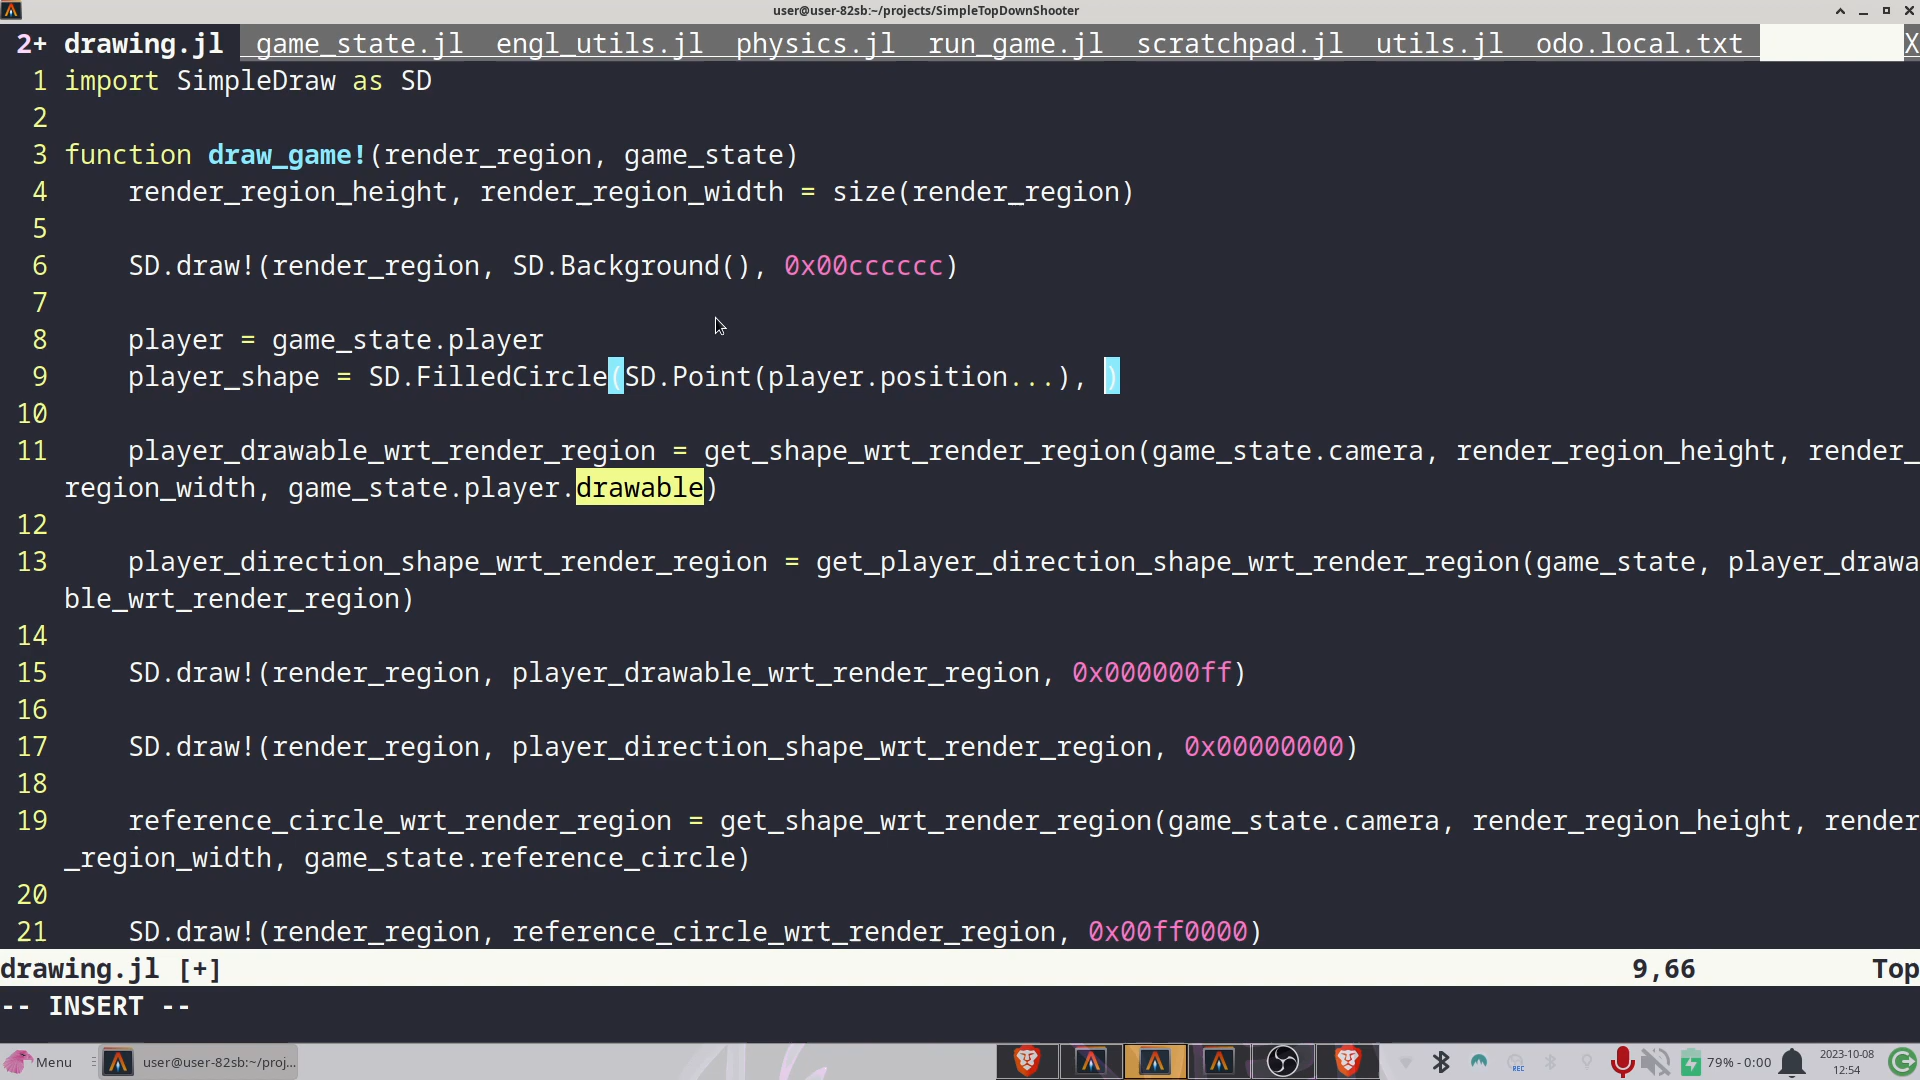 user@user-82sb:~/projects/SimpleTopDownShooter
2+ drawing.jl  game_state.jl  engl_utils.jl  physics.jl  run_game.jl  scratchpad.jl  utils.jl  odo.local.txt X
1 import SimpleDraw as SD
2
3 function draw_game!(render_region, game_state)
4     render_region_height, render_region_width = size(render_region)
5
6     SD.draw!(render_region, SD.Background(), 0x00cccccc)
7
8     player = game_state.player
9     player_shape = SD.FilledCircle(SD.Point(player.position...), )
10
11     player_drawable_wrt_render_region = get_shape_wrt_render_region(game_state.camera, render_region_height, render_
region_width, game_state.player.drawable)
12
13     player_direction_shape_wrt_render_region = get_player_direction_shape_wrt_render_region(game_state, player_drawa
ble_wrt_render_region)
14
15     SD.draw!(render_region, player_drawable_wrt_render_region, 0x000000ff)
16
17     SD.draw!(render_region, player_direction_shape_wrt_render_region, 0x00000000)
18
19     reference_circle_wrt_render_region = get_shape_wrt_render_region(game_state.camera, render_region_height, render
_region_width, game_state.reference_circle)
20
21     SD.draw!(render_region, reference_circle_wrt_render_region, 0x00ff0000)
drawing.jl [+] 9,66 Top
-- INSERT --
Menu user@user-82sb:~/proj... REC 79% - 0:00 2023-10-08
12:54